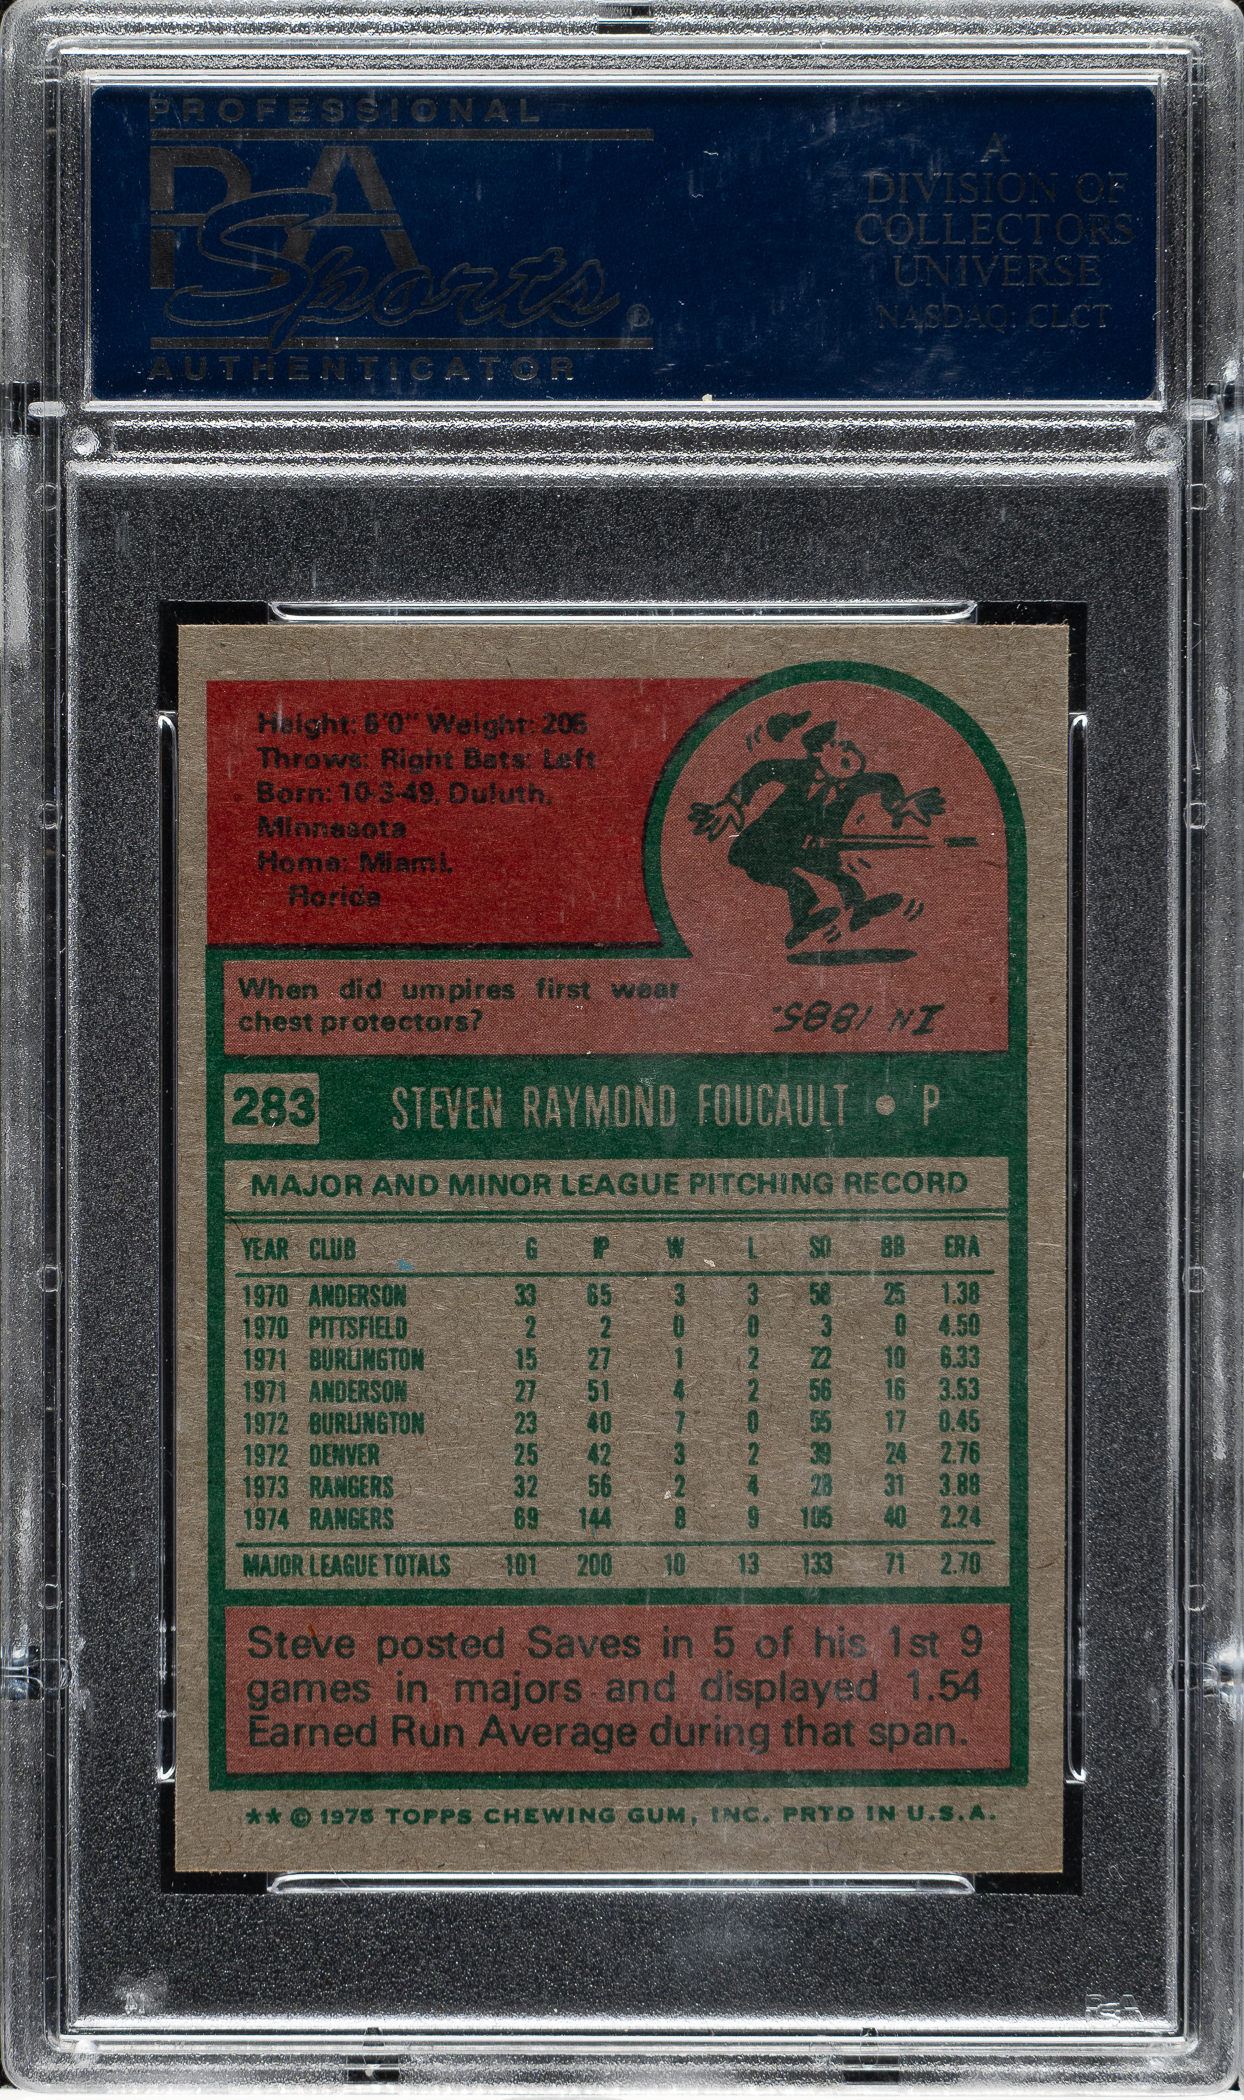 PROFESSIONAL
PSA
Sports®
AUTHENTICATOR
A
DIVISION OF
COLLECTORS
UNIVERSE
NASDAQ: CLCT
Height: 6'0" Weight: 205
Throws: Right Bats: Left
Born: 10-3-49, Duluth,
Minnesota
Home: Miami,
Florida
When did umpires first wear
chest protectors?
IN 1885.
283 STEVEN RAYMOND FOUCAULT • P
MAJOR AND MINOR LEAGUE PITCHING RECORD
YEAR CLUB G IP W L SO BB ERA
1970 ANDERSON 33 65 3 3 58 25 1.38
1970 PITTSFIELD 2 2 0 0 3 0 4.50
1971 BURLINGTON 15 27 1 2 22 10 6.33
1971 ANDERSON 27 51 4 2 56 16 3.53
1972 BURLINGTON 23 40 7 0 55 17 0.45
1972 DENVER 25 42 3 2 39 24 2.76
1973 RANGERS 32 56 2 4 28 31 3.88
1974 RANGERS 69 144 8 9 105 40 2.24
MAJOR LEAGUE TOTALS 101 200 10 13 133 71 2.70
Steve posted Saves in 5 of his 1st 9
games in majors and displayed 1.54
Earned Run Average during that span.
** © 1975 TOPPS CHEWING GUM, INC. PRTD IN U.S.A.
PSA